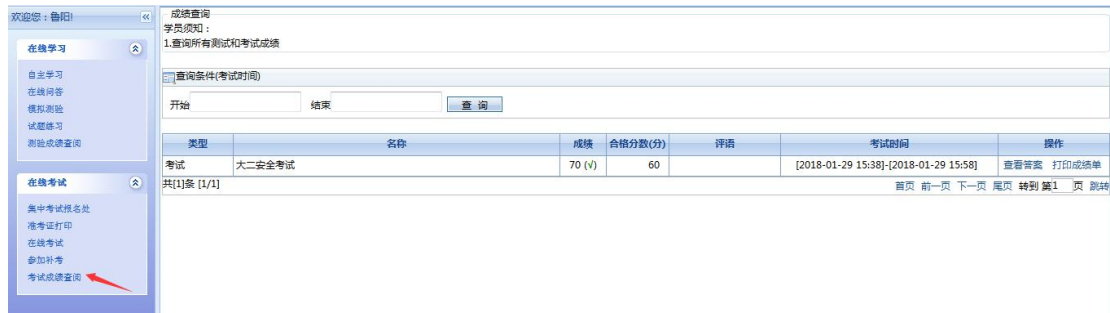 欢迎您：鲁阳!
在线学习
自主学习
在线问答
模拟测验
试题练习
测验成绩查阅
在线考试
集中考试报名处
准考证打印
在线考试
参加补考
考试成绩查阅
成绩查询
学员须知：
1.查询所有测试和考试成绩
查询条件(考试时间)
开始 结束 查 询
类型 名称 成绩 合格分数(分) 评语 考试时间 操作
考试 大二安全考试 70 (√) 60 [2018-01-29 15:38]-[2018-01-29 15:58] 查看答案 打印成绩单
共[1]条 [1/1] 首页 前一页 下一页 尾页 转到 第1 页 跳转